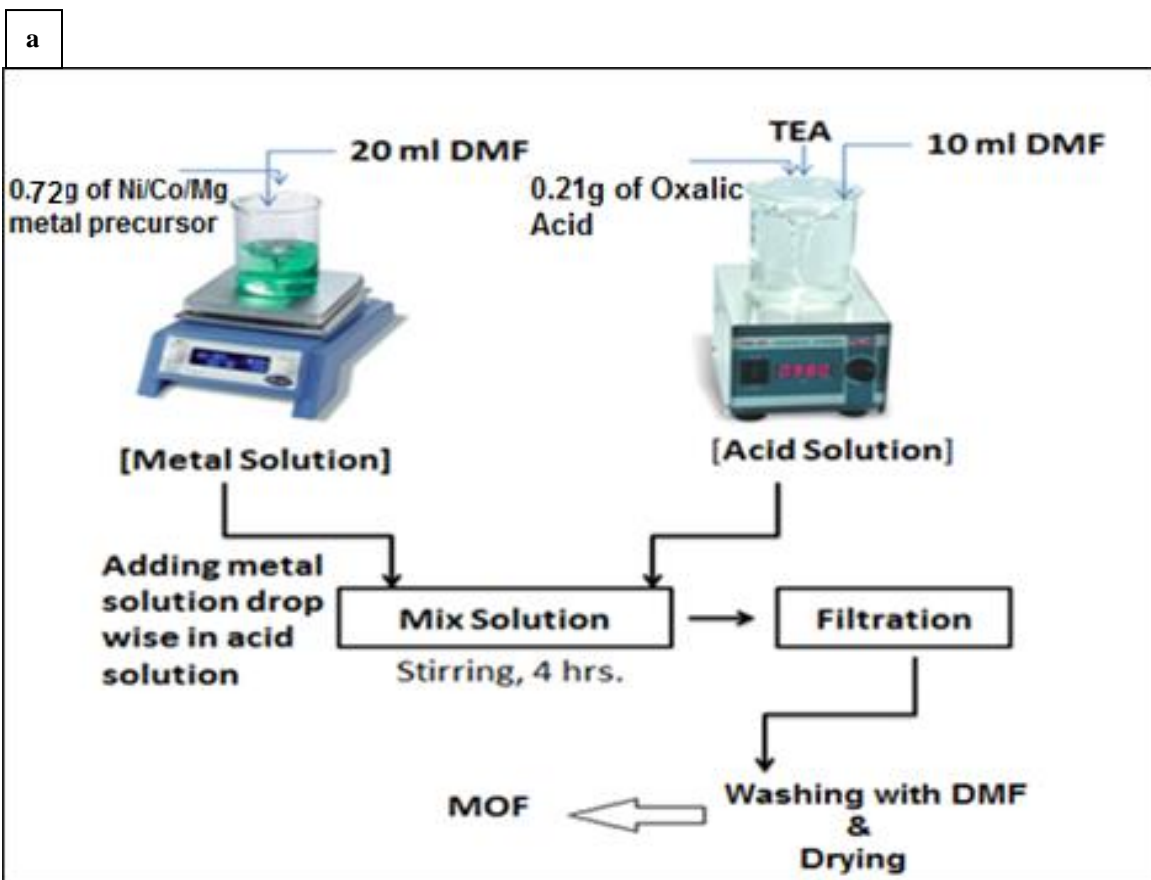 a
20 ml DMF
0.72g of Ni/Co/Mg
metal precursor
TEA
10 ml DMF
0.21g of Oxalic
Acid
[Metal Solution]
[Acid Solution]
Adding metal
solution drop
wise in acid
solution
Mix Solution
Stirring, 4 hrs.
Filtration
Washing with DMF
&
Drying
MOF